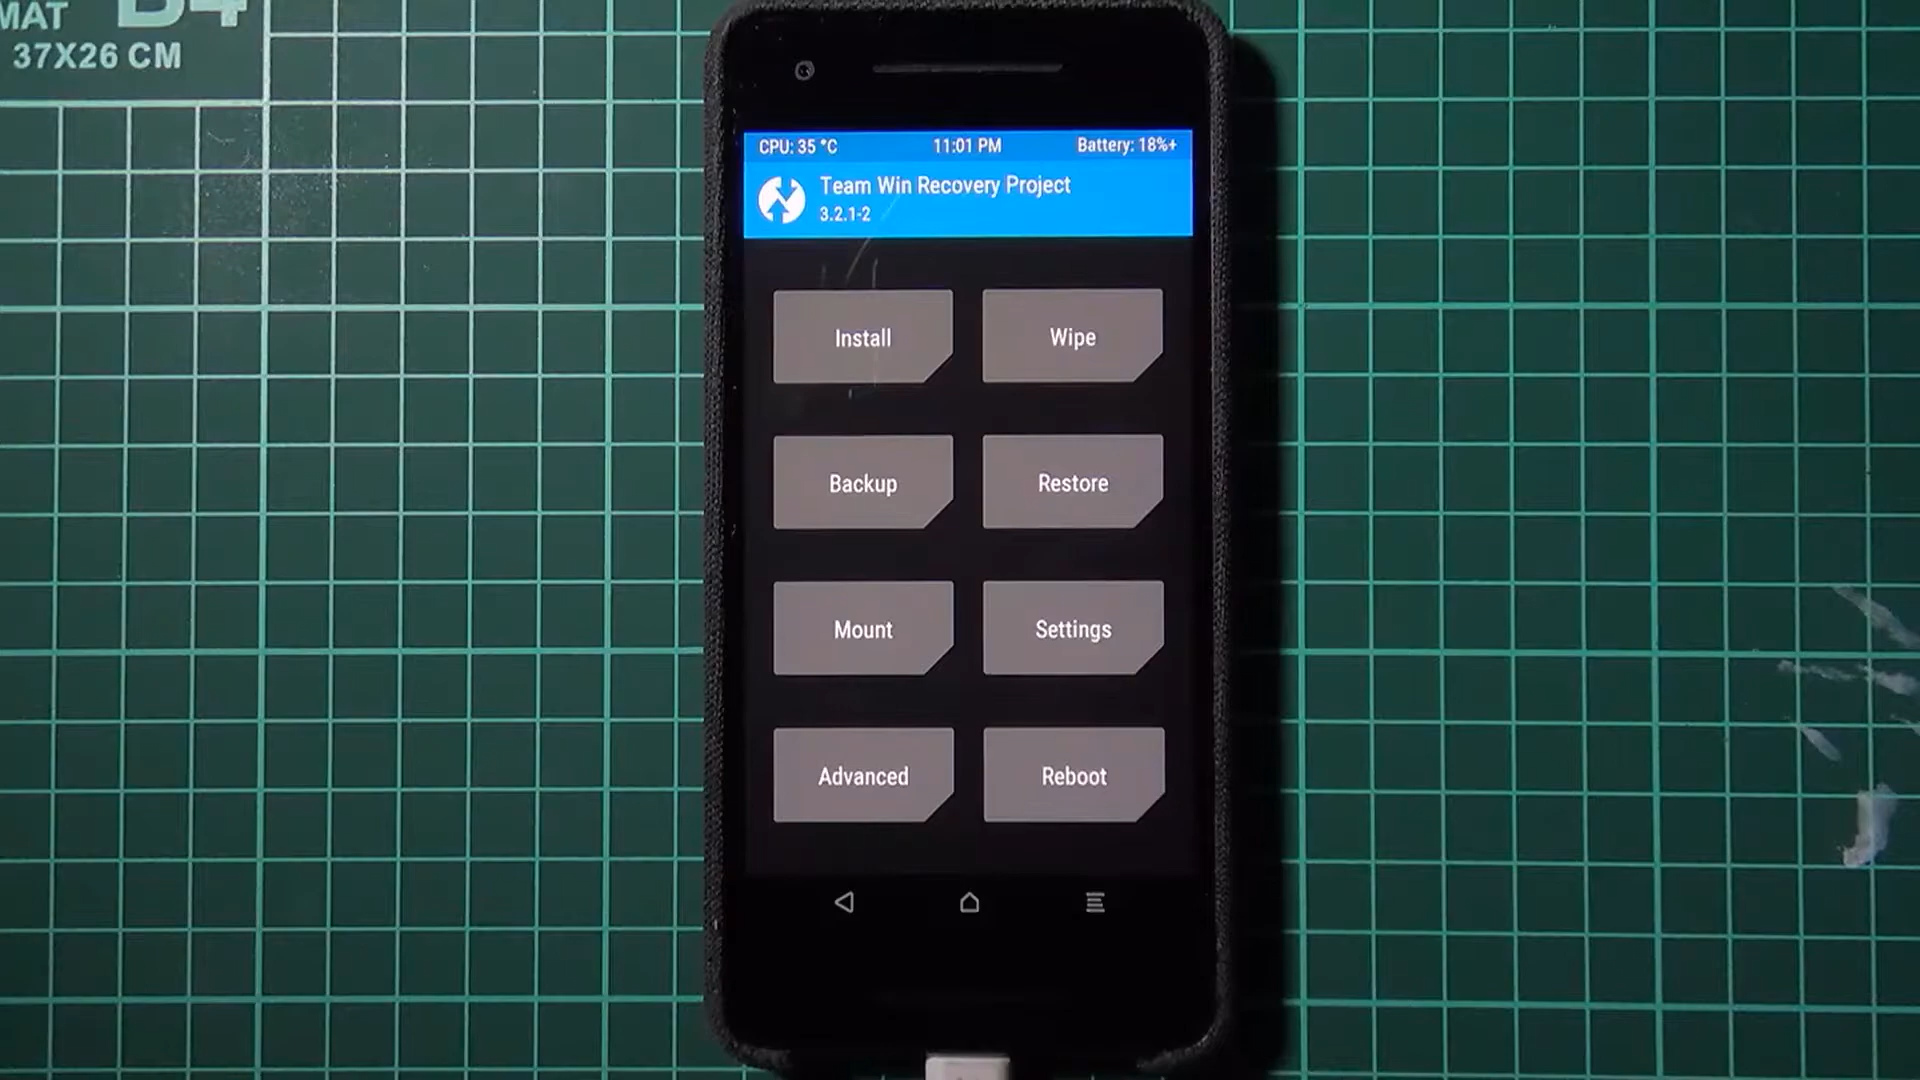 MAT B4
37X26 CM
CPU: 35 °C 11:01 PM Battery: 18%+
Team Win Recovery Project
3.2.1-2
Install Wipe
Backup Restore
Mount Settings
Advanced Reboot